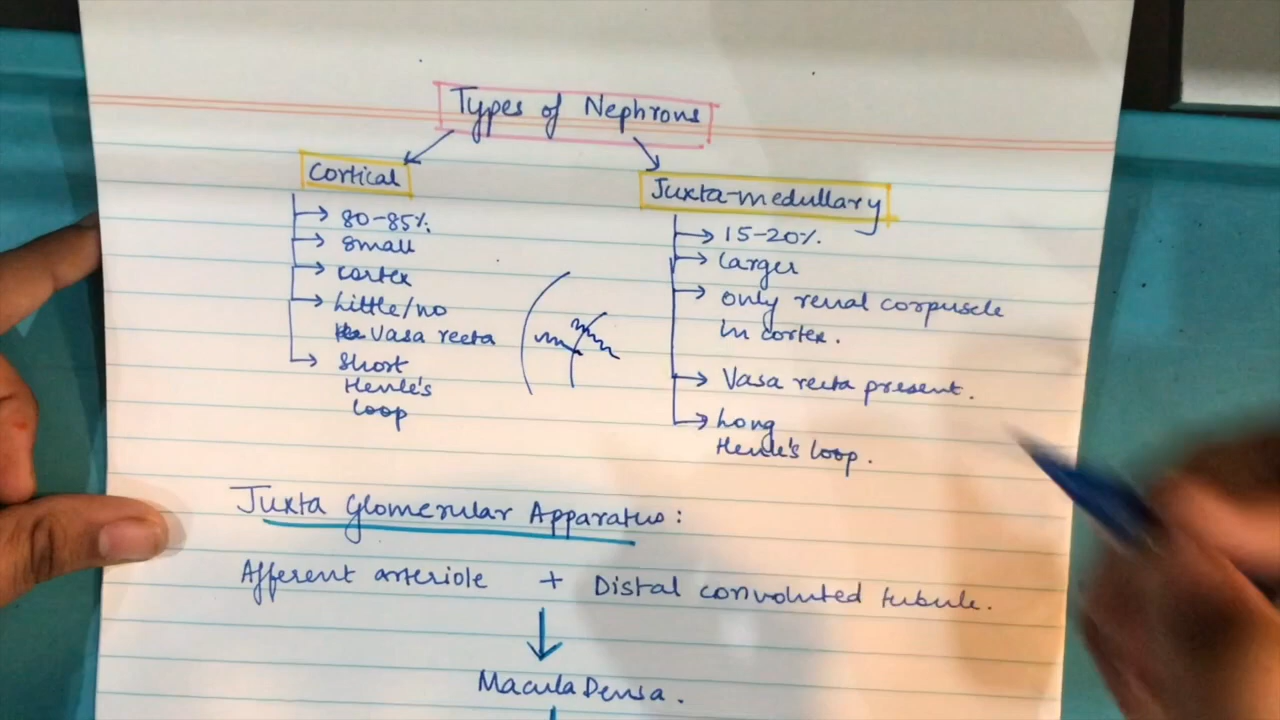 Types of Nephrons
Cortical
80-85%
Small
Cortex
Little/no
Vasa recta
Short
Henle's
loop
Juxta-medullary
15-20%.
Larger
only renal corpuscle
in cortex.
Vasa recta present.
Long
Henle's loop.
Juxta Glomerular Apparatus:
Afferent arteriole + Distal convoluted tubule.
Macula Densa.